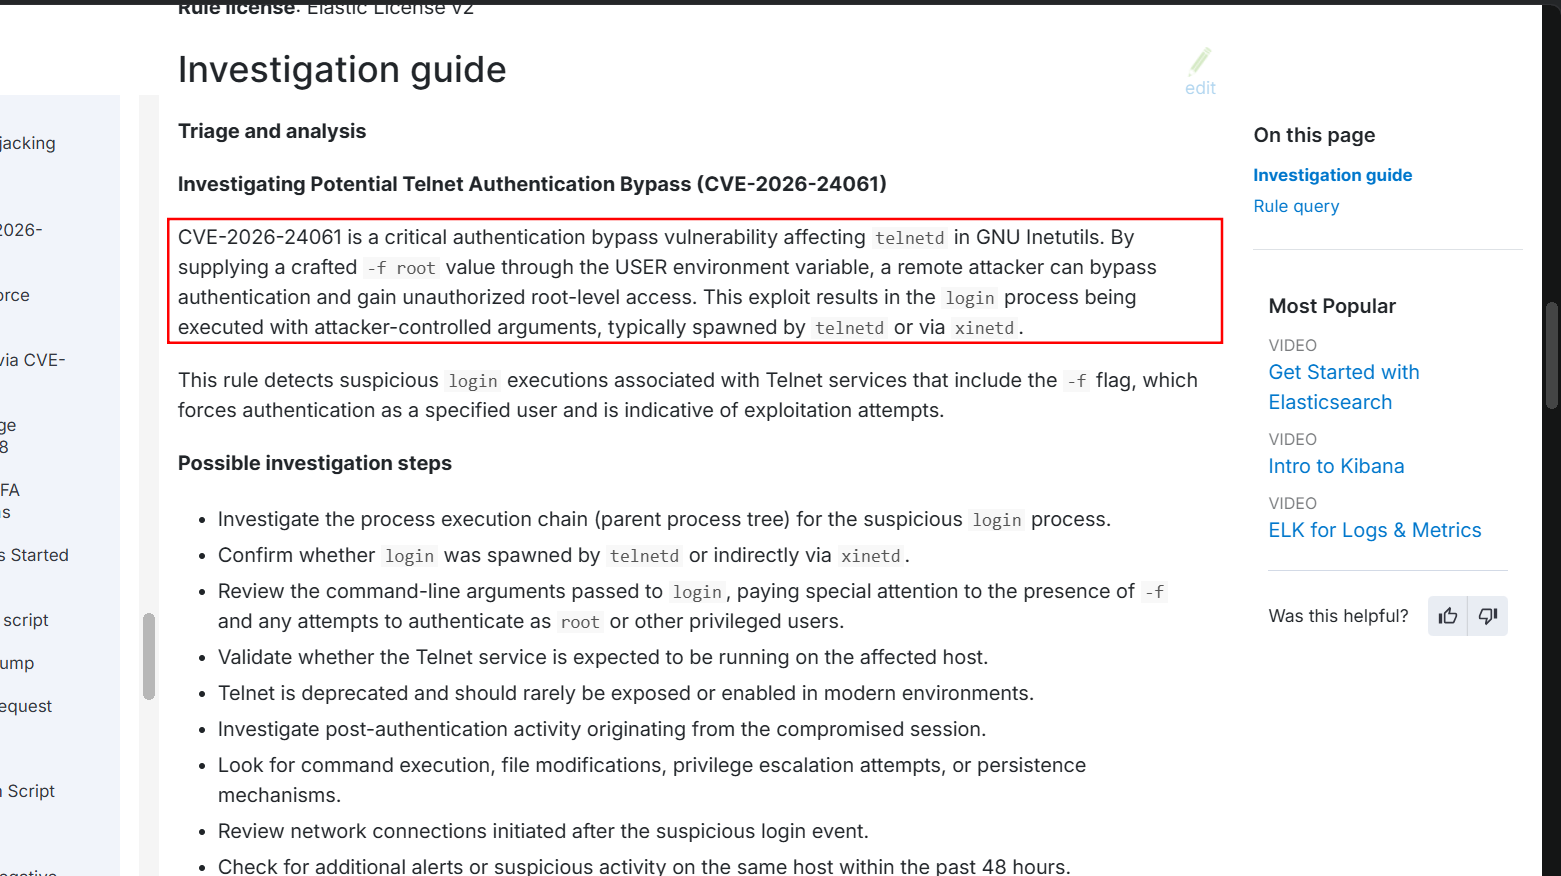 Rule license: Elastic License v2
Investigation guide
edit
Triage and analysis
Investigating Potential Telnet Authentication Bypass (CVE-2026-24061)
CVE-2026-24061 is a critical authentication bypass vulnerability affecting telnetd in GNU Inetutils. By
supplying a crafted -f root value through the USER environment variable, a remote attacker can bypass
authentication and gain unauthorized root-level access. This exploit results in the login process being
executed with attacker-controlled arguments, typically spawned by telnetd or via xinetd.
This rule detects suspicious login executions associated with Telnet services that include the -f flag, which
forces authentication as a specified user and is indicative of exploitation attempts.
Possible investigation steps
• Investigate the process execution chain (parent process tree) for the suspicious login process.
• Confirm whether login was spawned by telnetd or indirectly via xinetd.
• Review the command-line arguments passed to login, paying special attention to the presence of -f
and any attempts to authenticate as root or other privileged users.
• Validate whether the Telnet service is expected to be running on the affected host.
• Telnet is deprecated and should rarely be exposed or enabled in modern environments.
• Investigate post-authentication activity originating from the compromised session.
• Look for command execution, file modifications, privilege escalation attempts, or persistence
mechanisms.
• Review network connections initiated after the suspicious login event.
• Check for additional alerts or suspicious activity on the same host within the past 48 hours.
jacking
2026-
orce
via CVE-
ge
8
FA
s
s Started
script
ump
equest
Script
On this page
Investigation guide
Rule query
Most Popular
VIDEO
Get Started with
Elasticsearch
VIDEO
Intro to Kibana
VIDEO
ELK for Logs & Metrics
Was this helpful?